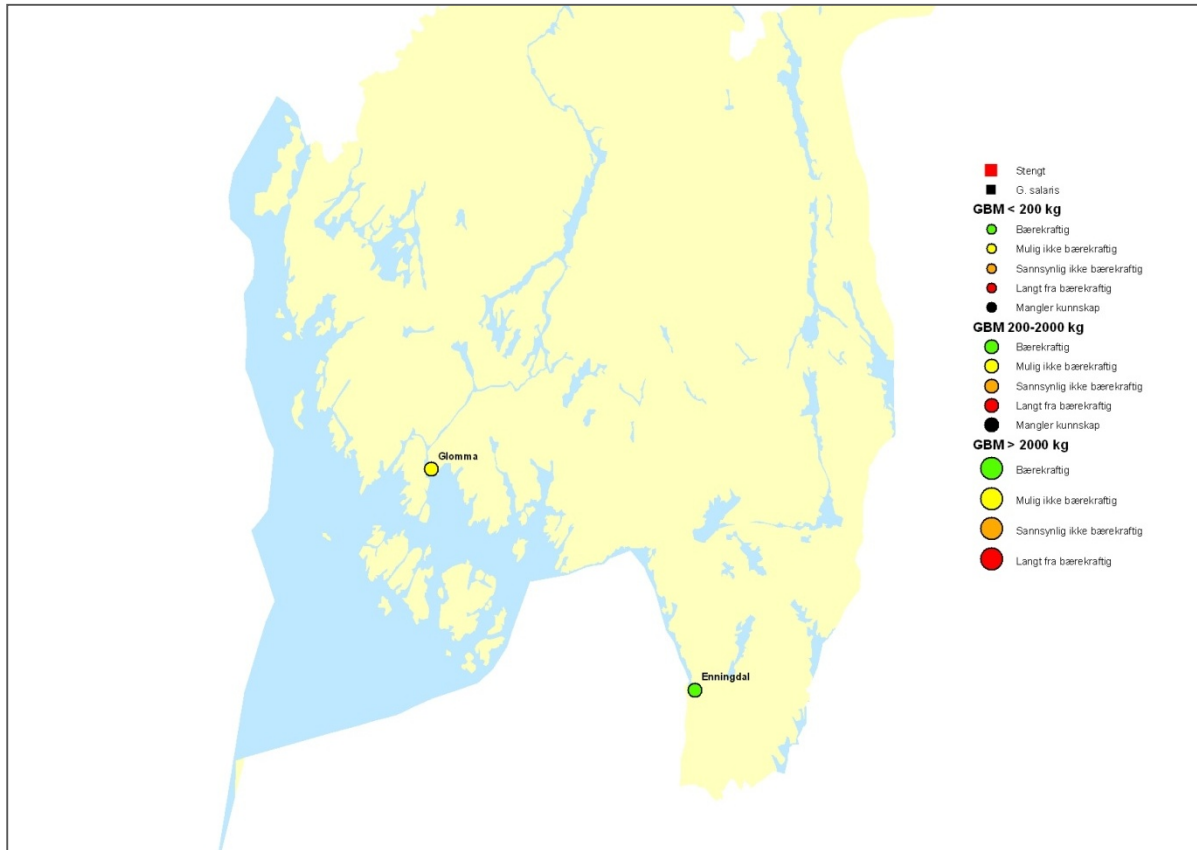 Stengt
G. salaris
GBM < 200 kg
Bærekraftig
Mulig ikke bærekraftig
Sannsynlig ikke bærekraftig
Langt fra bærekraftig
Mangler kunnskap
GBM 200-2000 kg
Bærekraftig
Mulig ikke bærekraftig
Sannsynlig ikke bærekraftig
Langt fra bærekraftig
Mangler kunnskap
GBM > 2000 kg
Bærekraftig
Mulig ikke bærekraftig
Sannsynlig ikke bærekraftig
Langt fra bærekraftig
Glomma
Enningdal